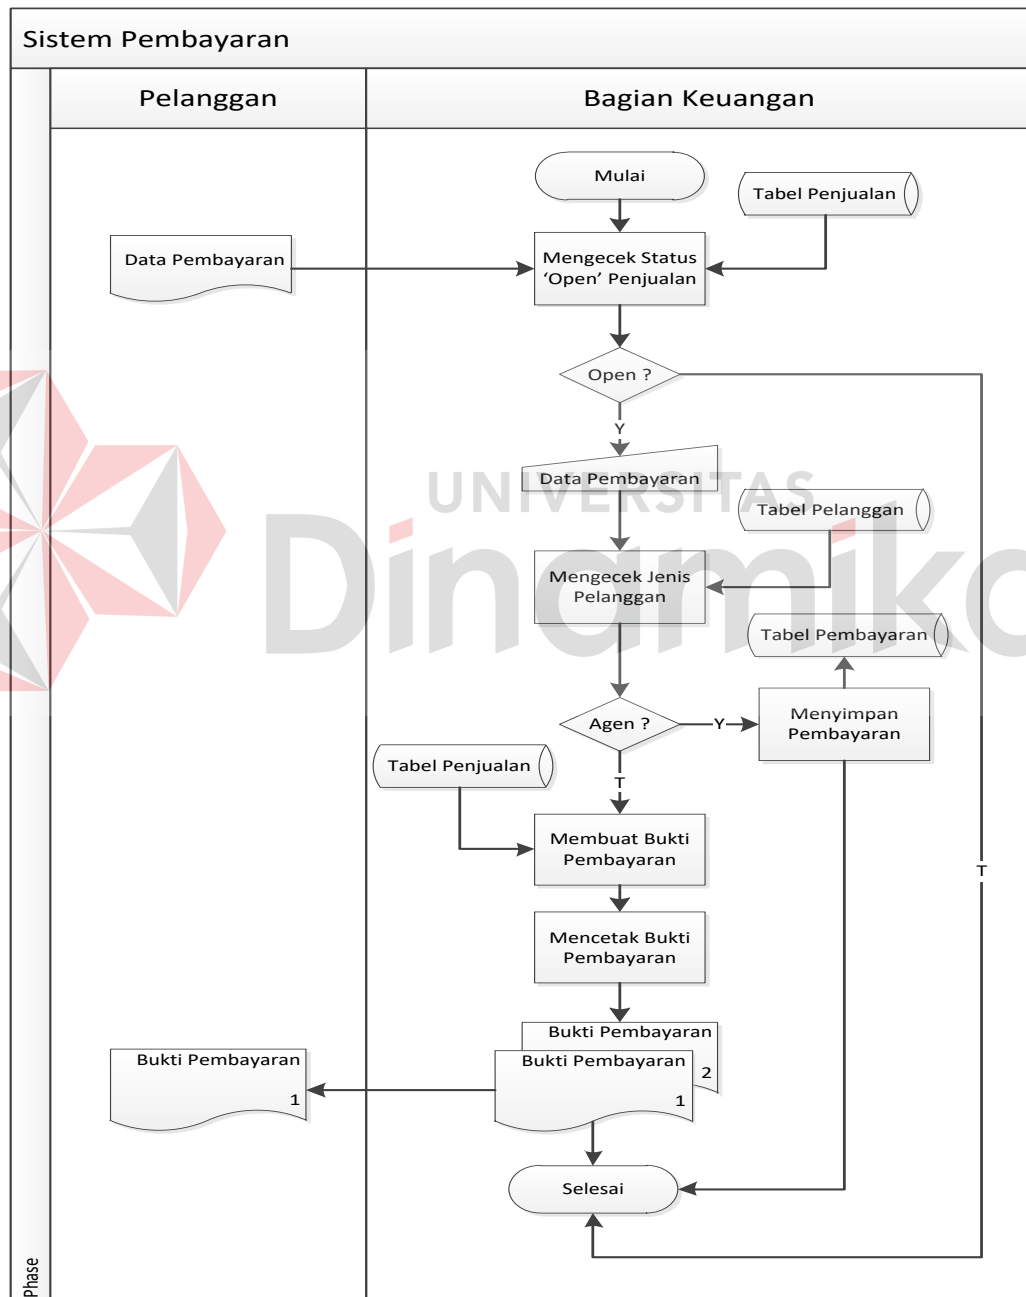 Sistem Pembayaran
Pelanggan
Bagian Keuangan
Mulai
Tabel Penjualan
Data Pembayaran
Mengecek Status
‘Open’ Penjualan
Open ?
Y
Data Pembayaran
UNIVERSITAS
Dinamika
Tabel Pelanggan
Mengecek Jenis
Pelanggan
Tabel Pembayaran
Agen ?
Y
Menyimpan
Pembayaran
Tabel Penjualan
T
Membuat Bukti
Pembayaran
T
Mencetak Bukti
Pembayaran
Bukti Pembayaran
2
Bukti Pembayaran
1
Bukti Pembayaran
1
Selesai
Phase